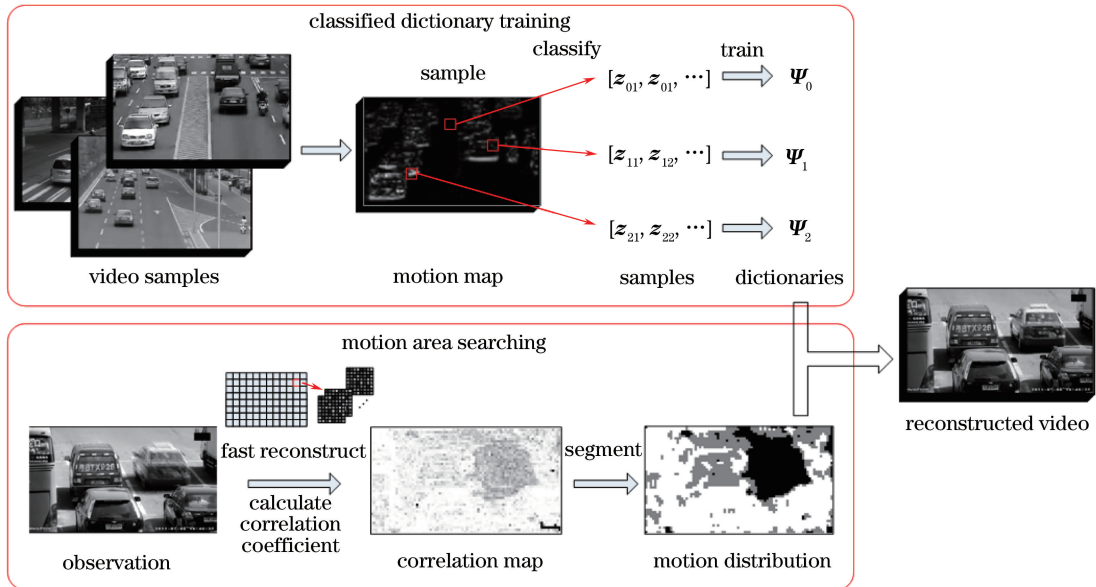 classified dictionary training
classify
train
sample
[z₀₁, z₀₁, ···]
Ψ₀
[z₁₁, z₁₂, ···]
Ψ₁
[z₂₁, z₂₂, ···]
Ψ₂
video samples
motion map
samples
dictionaries
motion area searching
fast reconstruct
calculate
correlation
coefficient
segment
observation
correlation map
motion distribution
reconstructed video